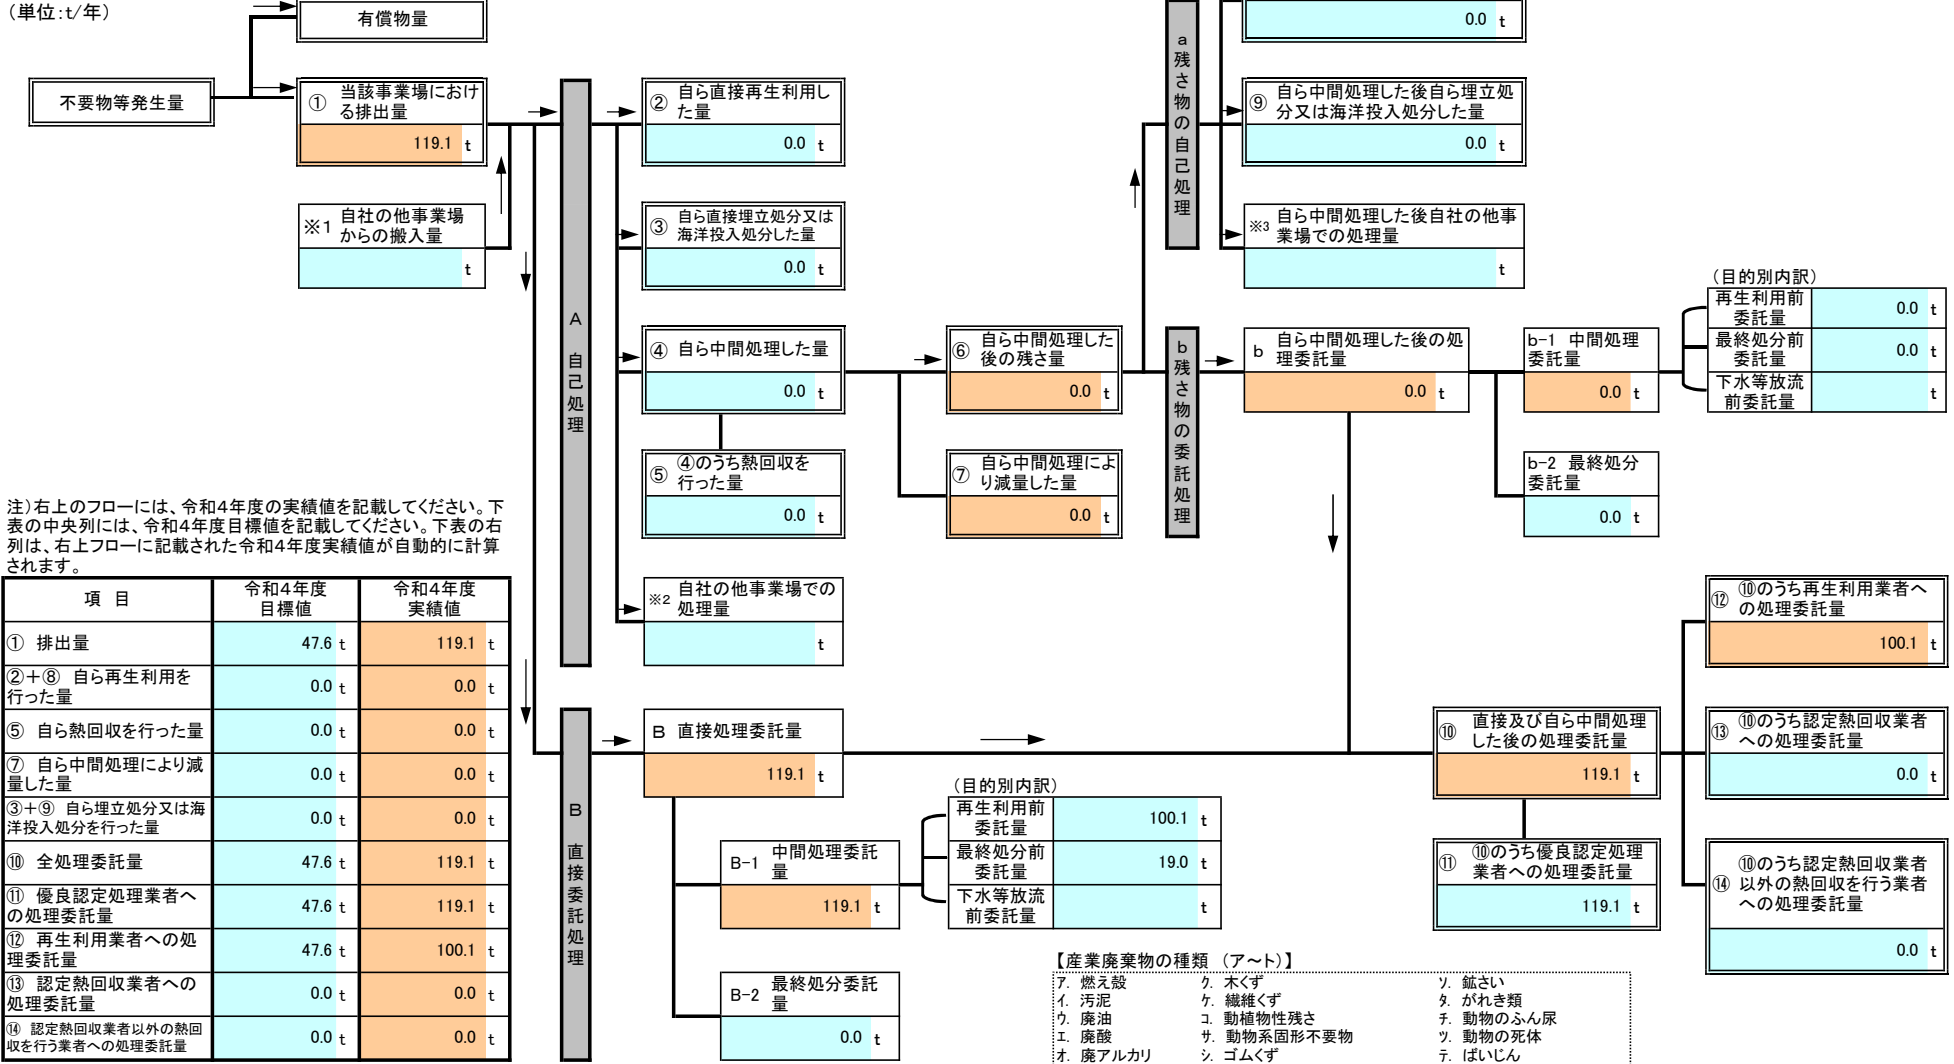 (単位:t/年)
有償物量
不要物等発生量
① 当該事業場におけ
る排出量
119.1 t
※1 自社の他事業場
からの搬入量
t
A 自己処理
② 自ら直接再生利用し
た量
0.0 t
③ 自ら直接埋立処分又は
海洋投入処分した量
0.0 t
④ 自ら中間処理した量
0.0 t
⑤ ④のうち熱回収を
行った量
0.0 t
※2 自社の他事業場での
処理量
t
⑥ 自ら中間処理した
後の残さ量
0.0 t
⑦ 自ら中間処理によ
り減量した量
0.0 t
a 残さ物の自己処理
0.0 t
⑨ 自ら中間処理した後自ら埋立処
分又は海洋投入処分した量
0.0 t
※3 自ら中間処理した後自社の他事
業場での処理量
t
b 残さ物の委託処理
b 自ら中間処理した後の処
理委託量
0.0 t
b-1 中間処理
委託量
0.0 t
b-2 最終処分
委託量
0.0 t
(目的別内訳)
再生利用前
委託量
0.0 t
最終処分前
委託量
0.0 t
下水等放流
前委託量
t
注)右上のフローには、令和4年度の実績値を記載してください。下
表の中央列には、令和4年度目標値を記載してください。下表の右
列は、右上フローに記載された令和4年度実績値が自動的に計算
されます。
項 目 令和4年度
目標値 令和4年度
実績値
① 排出量 47.6 t 119.1 t
②+⑧ 自ら再生利用を
行った量 0.0 t 0.0 t
⑤ 自ら熱回収を行った量 0.0 t 0.0 t
⑦ 自ら中間処理により減
量した量 0.0 t 0.0 t
③+⑨ 自ら埋立処分又は海
洋投入処分を行った量 0.0 t 0.0 t
⑩ 全処理委託量 47.6 t 119.1 t
⑪ 優良認定処理業者へ
の処理委託量 47.6 t 119.1 t
⑫ 再生利用業者への処
理委託量 47.6 t 100.1 t
⑬ 認定熱回収業者への
処理委託量 0.0 t 0.0 t
⑭ 認定熱回収業者以外の熱回
収を行う業者への処理委託量 0.0 t 0.0 t
B 直接委託処理
B 直接処理委託量
119.1 t
B-1 中間処理委託
量
119.1 t
B-2 最終処分委託
量
0.0 t
(目的別内訳)
再生利用前
委託量
100.1 t
最終処分前
委託量
19.0 t
下水等放流
前委託量
t
⑩ 直接及び自ら中間処理
した後の処理委託量
119.1 t
⑪ ⑩のうち優良認定処理
業者への処理委託量
119.1 t
⑫ ⑩のうち再生利用業者へ
の処理委託量
100.1 t
⑬ ⑩のうち認定熱回収業者
への処理委託量
0.0 t
⑭ ⑩のうち認定熱回収業者
以外の熱回収を行う業者
への処理委託量
0.0 t
【産業廃棄物の種類 (ア~ト)】
ア. 燃え殻 ク. 木くず ソ. 鉱さい
イ. 汚泥 ケ. 繊維くず タ. がれき類
ウ. 廃油 コ. 動植物性残さ チ. 動物のふん尿
エ. 廃酸 サ. 動物系固形不要物 ツ. 動物の死体
オ. 廃アルカリ シ. ゴムくず テ. ばいじん